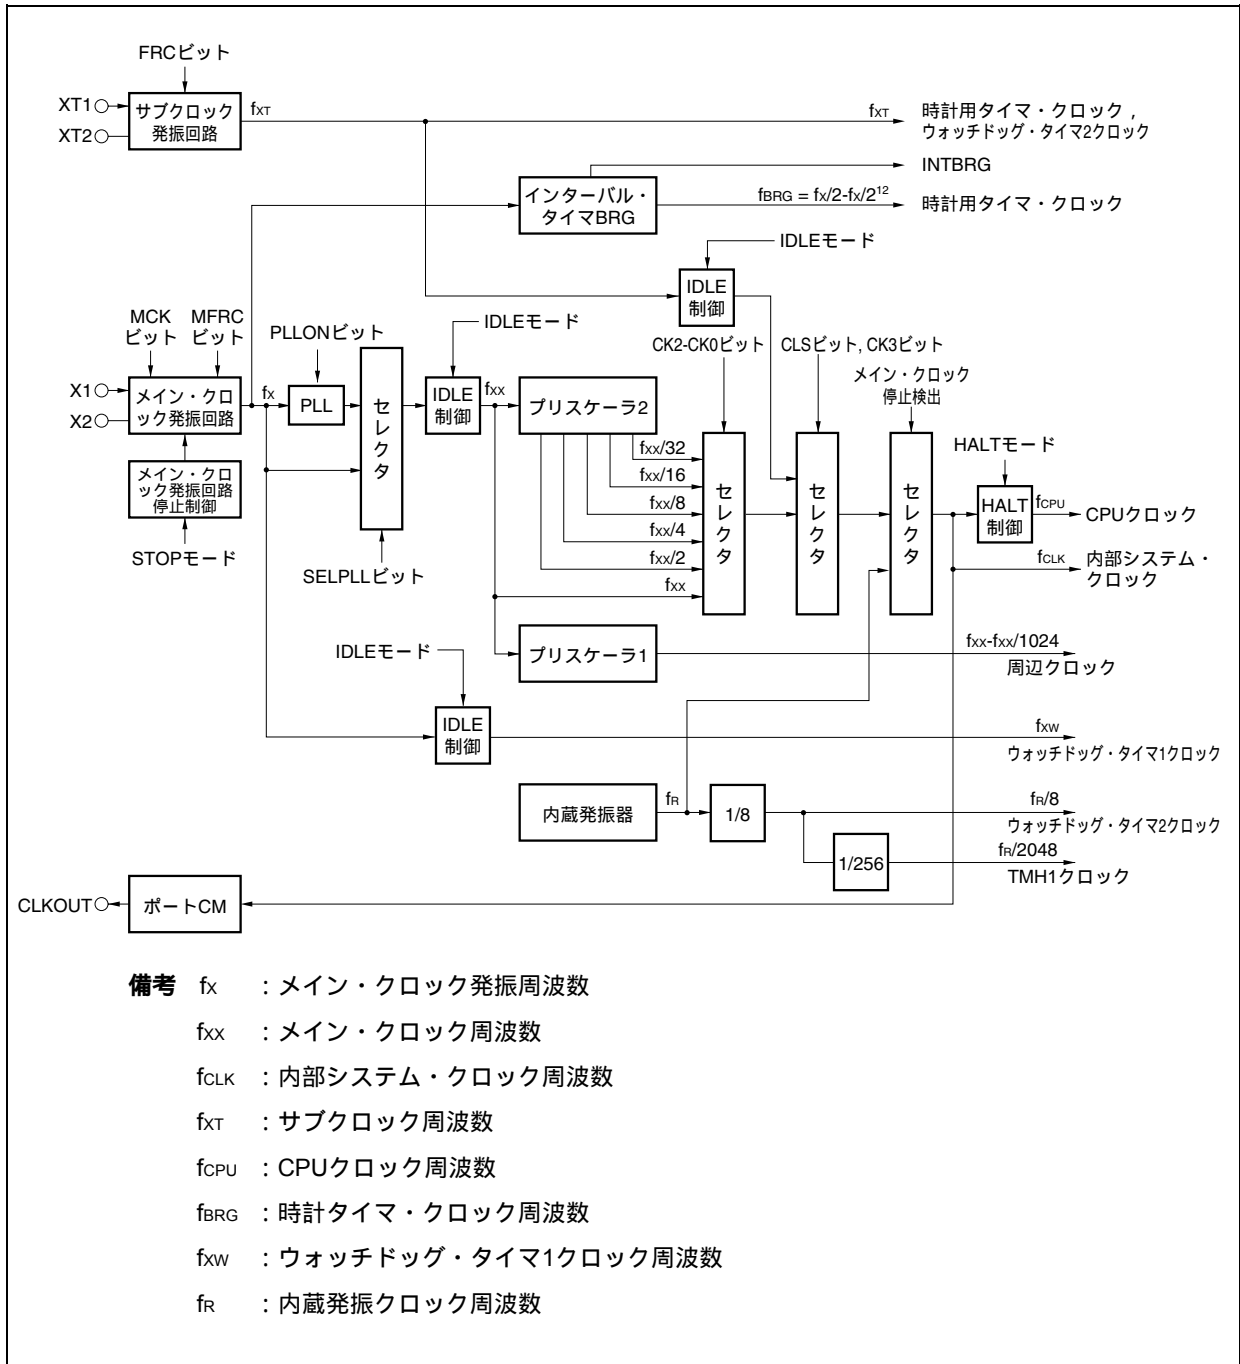 FRCビット
XT1
XT2
サブクロック
発振回路
fXT
fXT
時計用タイマ・クロック，
ウォッチドッグ・タイマ2クロック
INTBRG
インターバル・
タイマBRG
fBRG = fX/2-fX/2¹²
時計用タイマ・クロック
IDLEモード
IDLE
制御
MCK
ビット
MFRC
ビット
PLLONビット
IDLEモード
CK2-CK0ビット
CLSビット, CK3ビット
メイン・クロック
停止検出
X1
X2
メイン・クロ
ック発振回路
fX
PLL
セレクタ
IDLE
制御
fXX
プリスケーラ2
fXX/32
fXX/16
fXX/8
fXX/4
fXX/2
fXX
セレクタ
セレクタ
セレクタ
HALTモード
HALT
制御
fCPU
CPUクロック
fCLK
内部システム・
クロック
メイン・クロ
ック発振回路
停止制御
STOPモード
SELPLLビット
プリスケーラ1
fXX-fXX/1024
周辺クロック
IDLEモード
IDLE
制御
fXW
ウォッチドッグ・タイマ1クロック
内蔵発振器
fR
1/8
fR/8
ウォッチドッグ・タイマ2クロック
1/256
fR/2048
TMH1クロック
CLKOUT
ポートCM
備考 fX ：メイン・クロック発振周波数
fXX ：メイン・クロック周波数
fCLK ：内部システム・クロック周波数
fXT ：サブクロック周波数
fCPU ：CPUクロック周波数
fBRG ：時計タイマ・クロック周波数
fXW ：ウォッチドッグ・タイマ1クロック周波数
fR ：内蔵発振クロック周波数